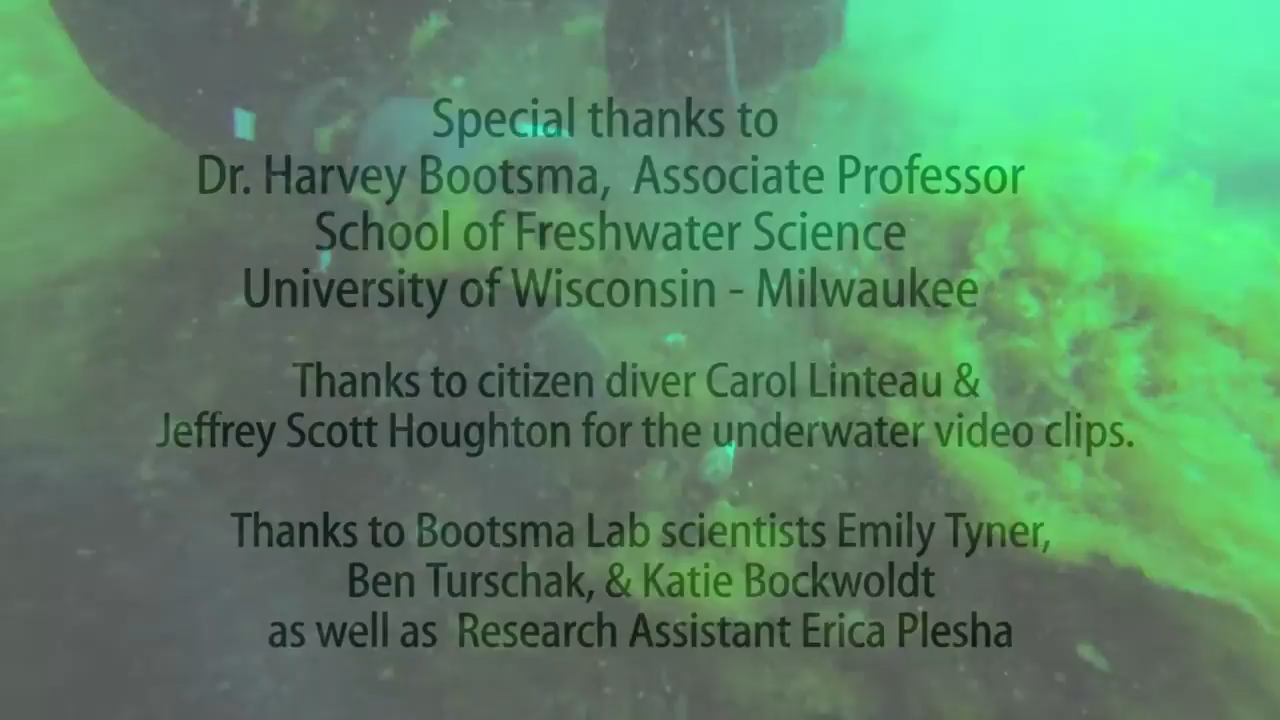 Special thanks to
Dr. Harvey Bootsma, Associate Professor
School of Freshwater Science
University of Wisconsin - Milwaukee
Thanks to citizen diver Carol Linteau &
Jeffrey Scott Houghton for the underwater video clips.
Thanks to Bootsma Lab scientists Emily Tyner,
Ben Turschak, & Katie Bockwoldt
as well as Research Assistant Erica Plesha